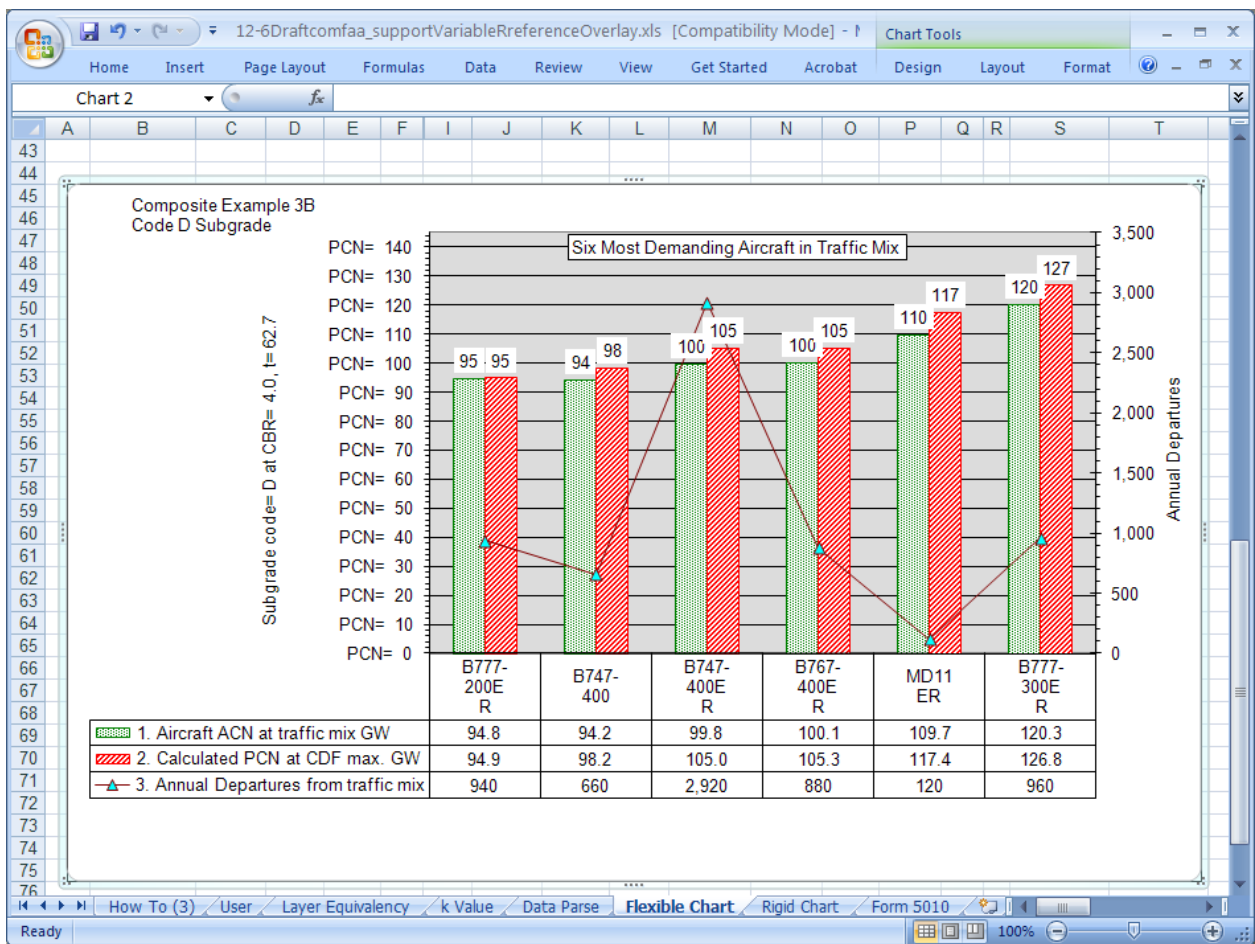 12-6Draftcomfaa_supportVariableRreferenceOverlay.xls [Compatibility Mode] -
Chart Tools
Home Insert Page Layout Formulas Data Review View Get Started Acrobat Design Layout Format
Chart 2 fx
A B C D E F I J K L M N O P Q R S T
43
44
45
46
47
48
49
50
51
52
53
54
55
56
57
58
59
60
61
62
63
64
65
66
67
68
69
70
71
72
73
74
75
76
Composite Example 3B
Code D Subgrade
Six Most Demanding Aircraft in Traffic Mix
Subgrade code= D at CBR= 4.0, t= 62.7
PCN= 140
PCN= 130
PCN= 120
PCN= 110
PCN= 100
PCN= 90
PCN= 80
PCN= 70
PCN= 60
PCN= 50
PCN= 40
PCN= 30
PCN= 20
PCN= 10
PCN= 0
95 95 94 98 100 105 100 105 110 117 120 127
3,500
3,000
2,500
2,000
1,500
1,000
500
0
Annual Departures
B777-200E R
B747-400
B747-400E R
B767-400E R
MD11 ER
B777-300E R
1. Aircraft ACN at traffic mix GW 94.8 94.2 99.8 100.1 109.7 120.3
2. Calculated PCN at CDF max. GW 94.9 98.2 105.0 105.3 117.4 126.8
3. Annual Departures from traffic mix 940 660 2,920 880 120 960
How To (3) User Layer Equivalency k Value Data Parse Flexible Chart Rigid Chart Form 5010
Ready 100%